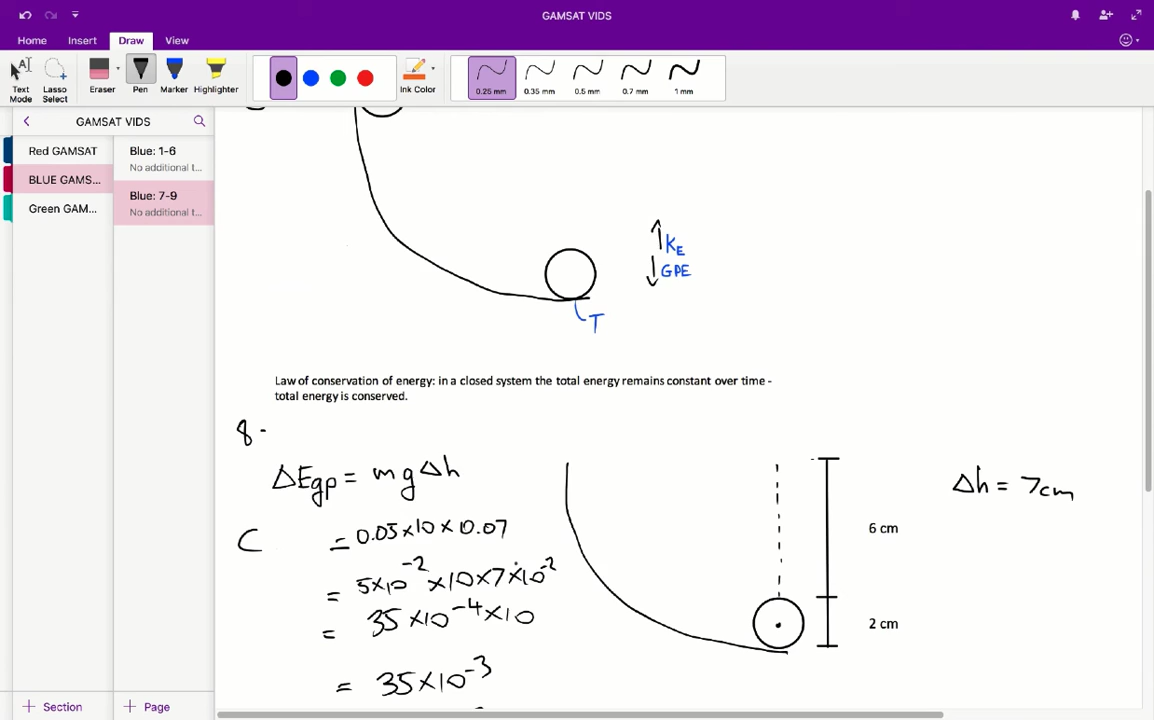 GAMSAT VIDS
Home Insert Draw View
Text Mode
Lasso Select
Eraser
Pen
Marker
Highlighter
Ink Color
0.25 mm 0.35 mm 0.5 mm 0.7 mm 1 mm
GAMSAT VIDS
Red GAMSAT
BLUE GAMS...
Green GAM...
Blue: 1-6
No additional t...
Blue: 7-9
No additional t...
↑ KE
↓ GPE
T
Law of conservation of energy: in a closed system the total energy remains constant over time -
total energy is conserved.
8 -
ΔEgp = mgΔh
C
= 0.05×10×0.07
= 5×10⁻²×10×7×10⁻²
= 35×10⁻⁴×10
= 35×10⁻³
Δh = 7cm
6 cm
2 cm
+ Section
+ Page